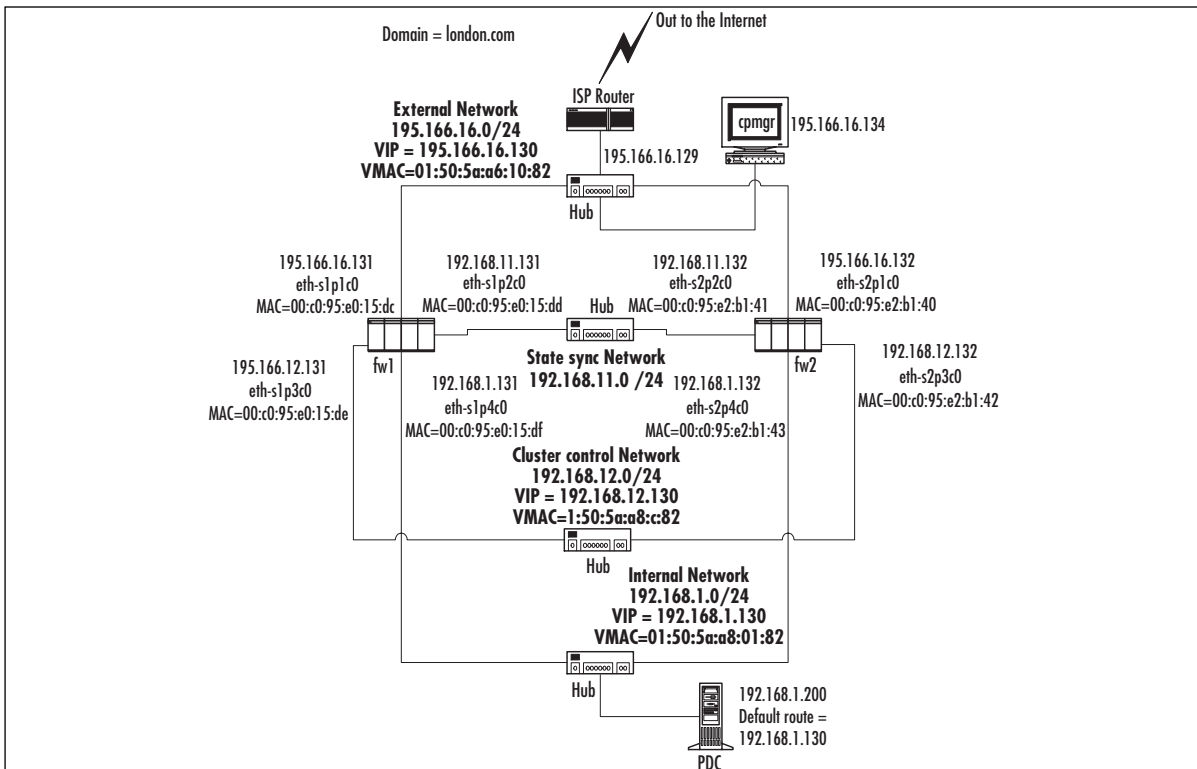 Out to the Internet
Domain = london.com
ISP Router
External Network
195.166.16.0/24
VIP = 195.166.16.130
VMAC=01:50:5a:a6:10:82
cpmgr
195.166.16.134
195.166.16.129
Hub
195.166.16.131
eth-s1p1c0
MAC=00:c0:95:e0:15:dc
192.168.11.131
eth-s1p2c0
MAC=00:c0:95:e0:15:dd
192.168.11.132
eth-s2p2c0
MAC=00:c0:95:e2:b1:41
195.166.16.132
eth-s2p1c0
MAC=00:c0:95:e2:b1:40
Hub
State sync Network
192.168.11.0 /24
fw1
fw2
195.166.12.131
eth-s1p3c0
MAC=00:c0:95:e0:15:de
192.168.1.131
eth-s1p4c0
MAC=00:c0:95:e0:15:df
192.168.1.132
eth-s2p4c0
MAC=00:c0:95:e2:b1:43
192.168.12.132
eth-s2p3c0
MAC=00:c0:95:e2:b1:42
Cluster control Network
192.168.12.0/24
VIP = 192.168.12.130
VMAC=1:50:5a:a8:c:82
Hub
Internal Network
192.168.1.0/24
VIP = 192.168.1.130
VMAC=01:50:5a:a8:01:82
Hub
192.168.1.200
Default route =
192.168.1.130
PDC